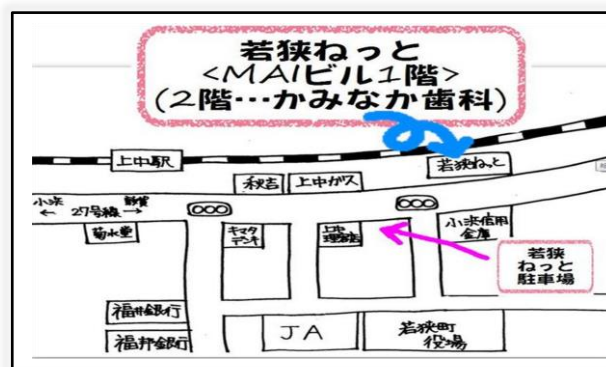 若狭ねっと
<MAIビル1階>
(2階…かみなか歯科)
上中駅
秋吉
上中ガス
若狭ねっと
小浜
敦賀
← 27号線 →
菊水堂
キマタ
デンキ
上中
理容店
小浜信用
金庫
若狭
ねっと
駐車場
福井銀行
福邦銀行
JA
若狭町
役場